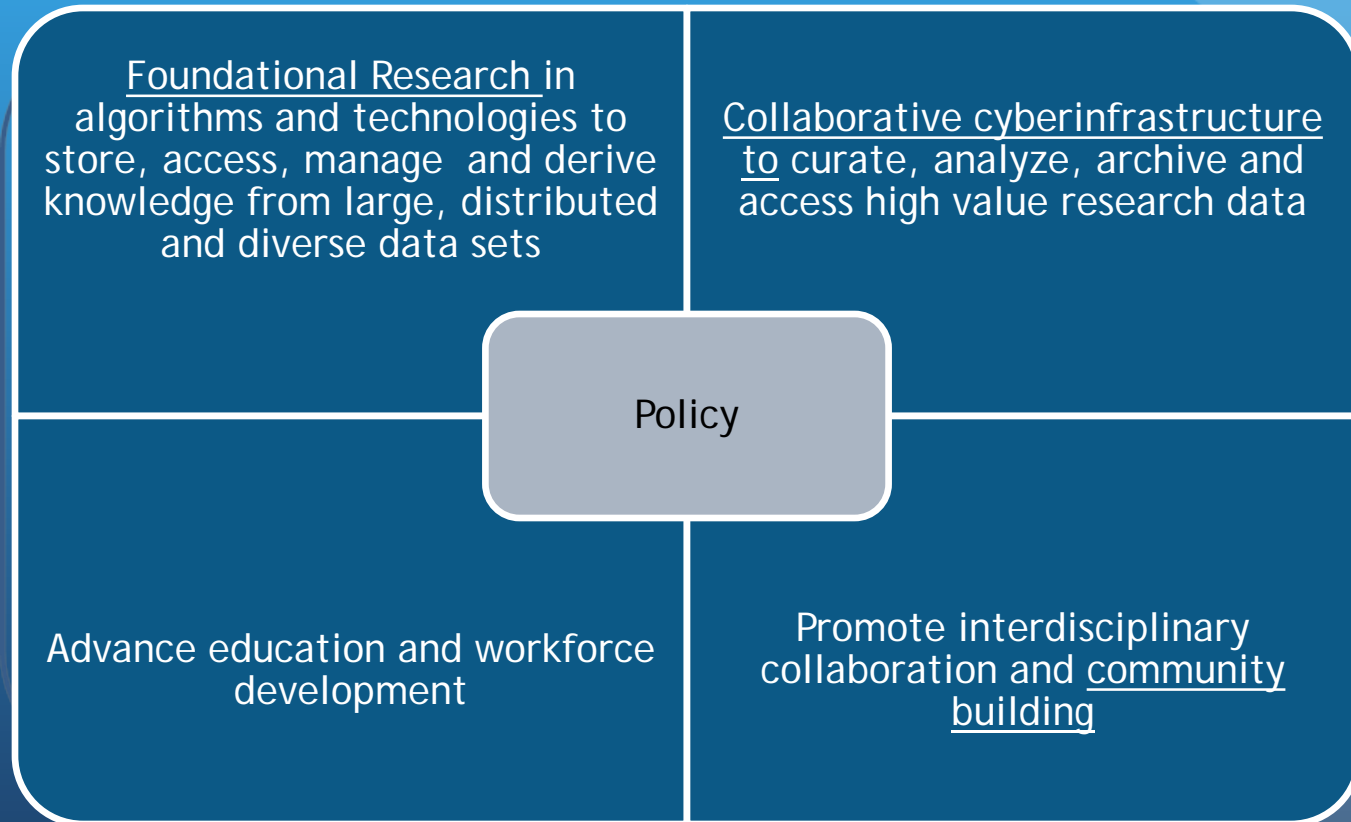 Foundational Research in
algorithms and technologies to
store, access, manage and derive
knowledge from large, distributed
and diverse data sets
Collaborative cyberinfrastructure
to curate, analyze, archive and
access high value research data
Policy
Advance education and workforce
development
Promote interdisciplinary
collaboration and community
building